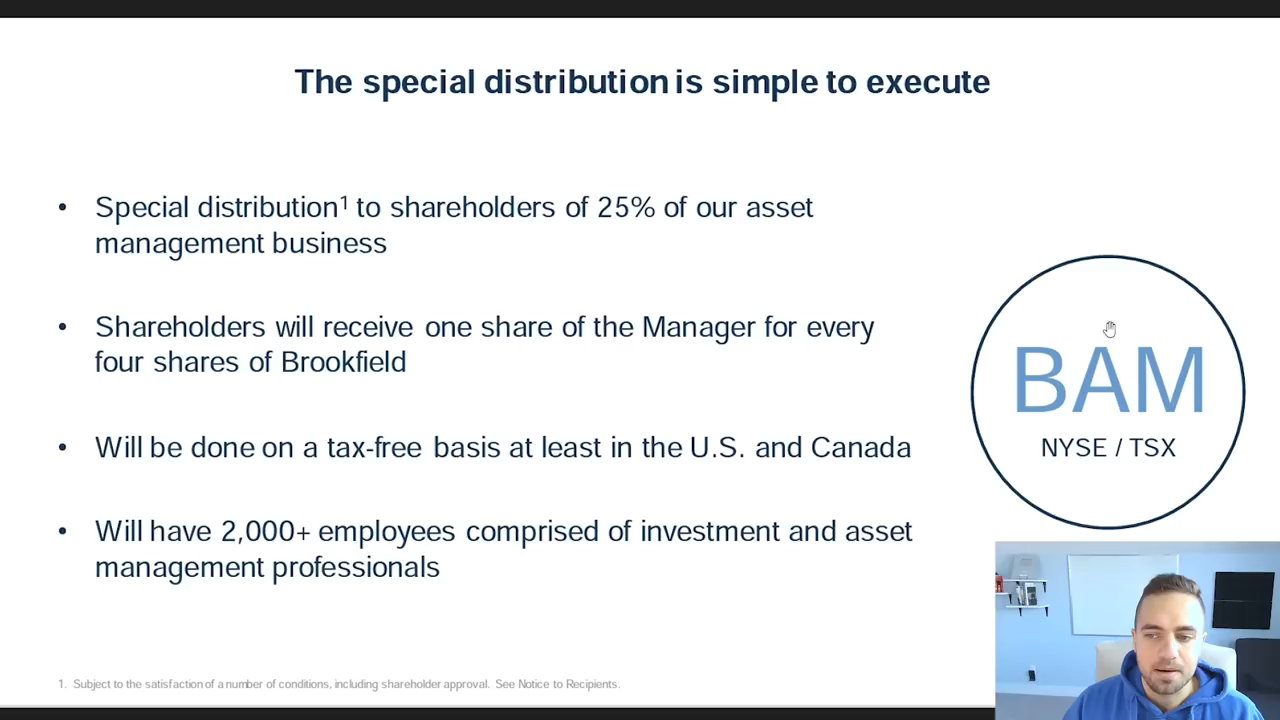 The special distribution is simple to execute
• Special distribution¹ to shareholders of 25% of our asset
management business
• Shareholders will receive one share of the Manager for every
four shares of Brookfield
• Will be done on a tax-free basis at least in the U.S. and Canada
• Will have 2,000+ employees comprised of investment and asset
management professionals
BAM
NYSE / TSX
1. Subject to the satisfaction of a number of conditions, including shareholder approval. See Notice to Recipients.